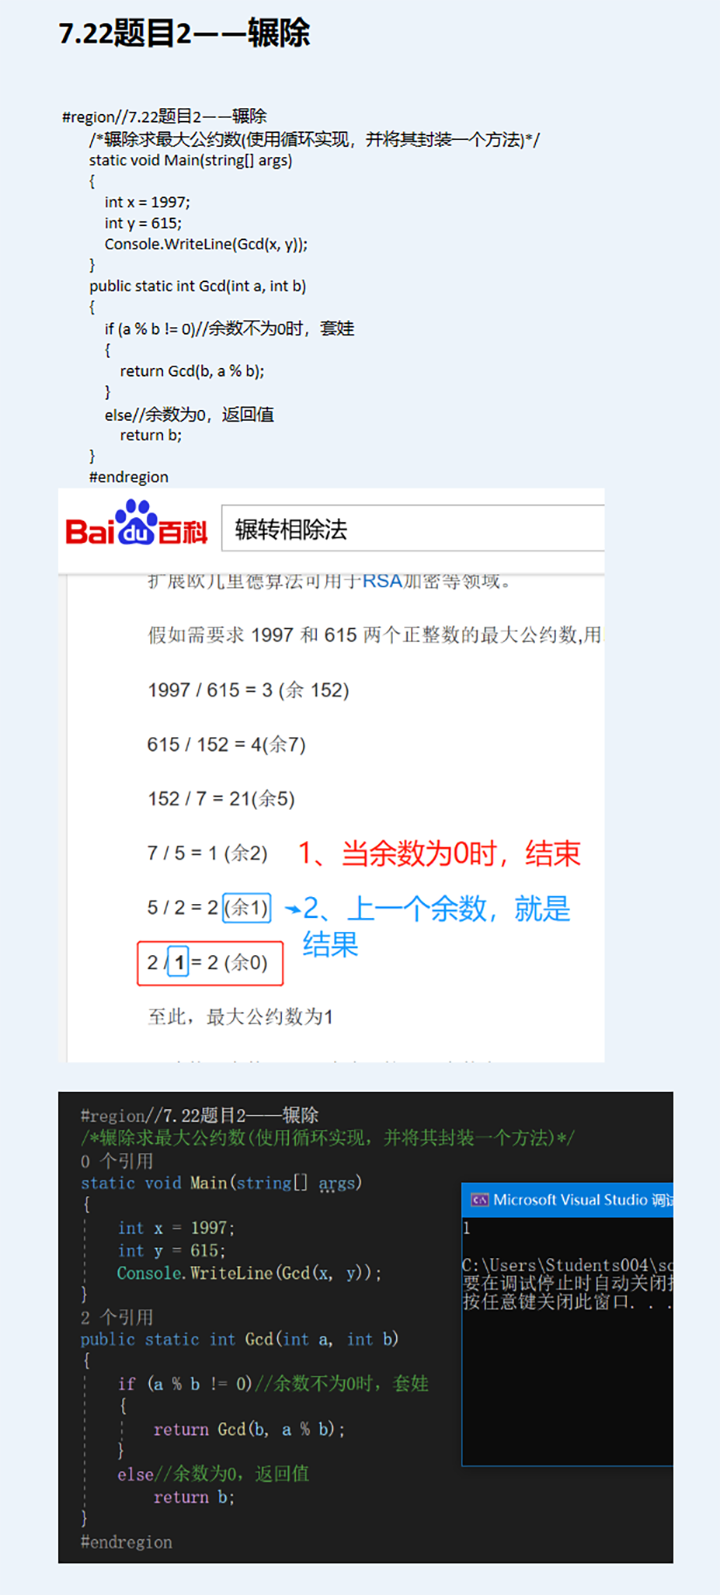 7.22题目2——辗除
#region//7.22题目2——辗除
/*辗除求最大公约数(使用循环实现，并将其封装一个方法)*/
static void Main(string[] args)
{
int x = 1997;
int y = 615;
Console.WriteLine(Gcd(x, y));
}
public static int Gcd(int a, int b)
{
if (a % b != 0)//余数不为0时，套娃
{
return Gcd(b, a % b);
}
else//余数为0，返回值
return b;
}
#endregion
Bai du 百科 辗转相除法
扩展欧几里德算法可用于RSA加密等领域。
假如需要求 1997 和 615 两个正整数的最大公约数,用
1997 / 615 = 3 (余 152)
615 / 152 = 4(余7)
152 / 7 = 21(余5)
7 / 5 = 1 (余2) 1、当余数为0时，结束
5 / 2 = 2 (余1) 2、上一个余数，就是
结果
2 / 1 = 2 (余0)
至此，最大公约数为1
#region//7.22题目2——辗除
/*辗除求最大公约数(使用循环实现，并将其封装一个方法)*/
0 个引用
static void Main(string[] args)
{
int x = 1997;
int y = 615;
Console.WriteLine(Gcd(x, y));
}
2 个引用
public static int Gcd(int a, int b)
{
if (a % b != 0)//余数不为0时，套娃
{
return Gcd(b, a % b);
}
else//余数为0，返回值
return b;
}
#endregion
Microsoft Visual Studio 调试
1
C:\Users\Students004\so
要在调试停止时自动关闭
按任意键关闭此窗口. . .